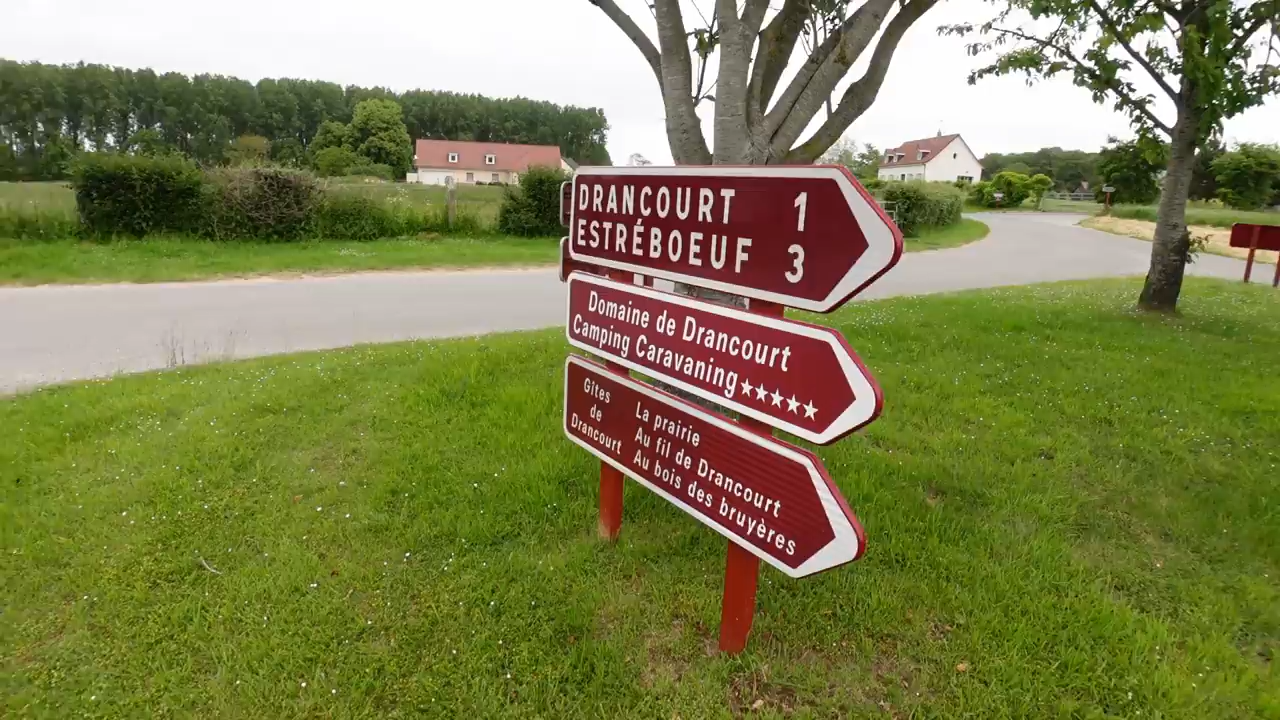 DRANCOURT 1
ESTRÉBOEUF 3
Domaine de Drancourt
Camping Caravaning★★★★★
Gîtes de Drancourt
La prairie
Au fil de Drancourt
Au bois des bruyères